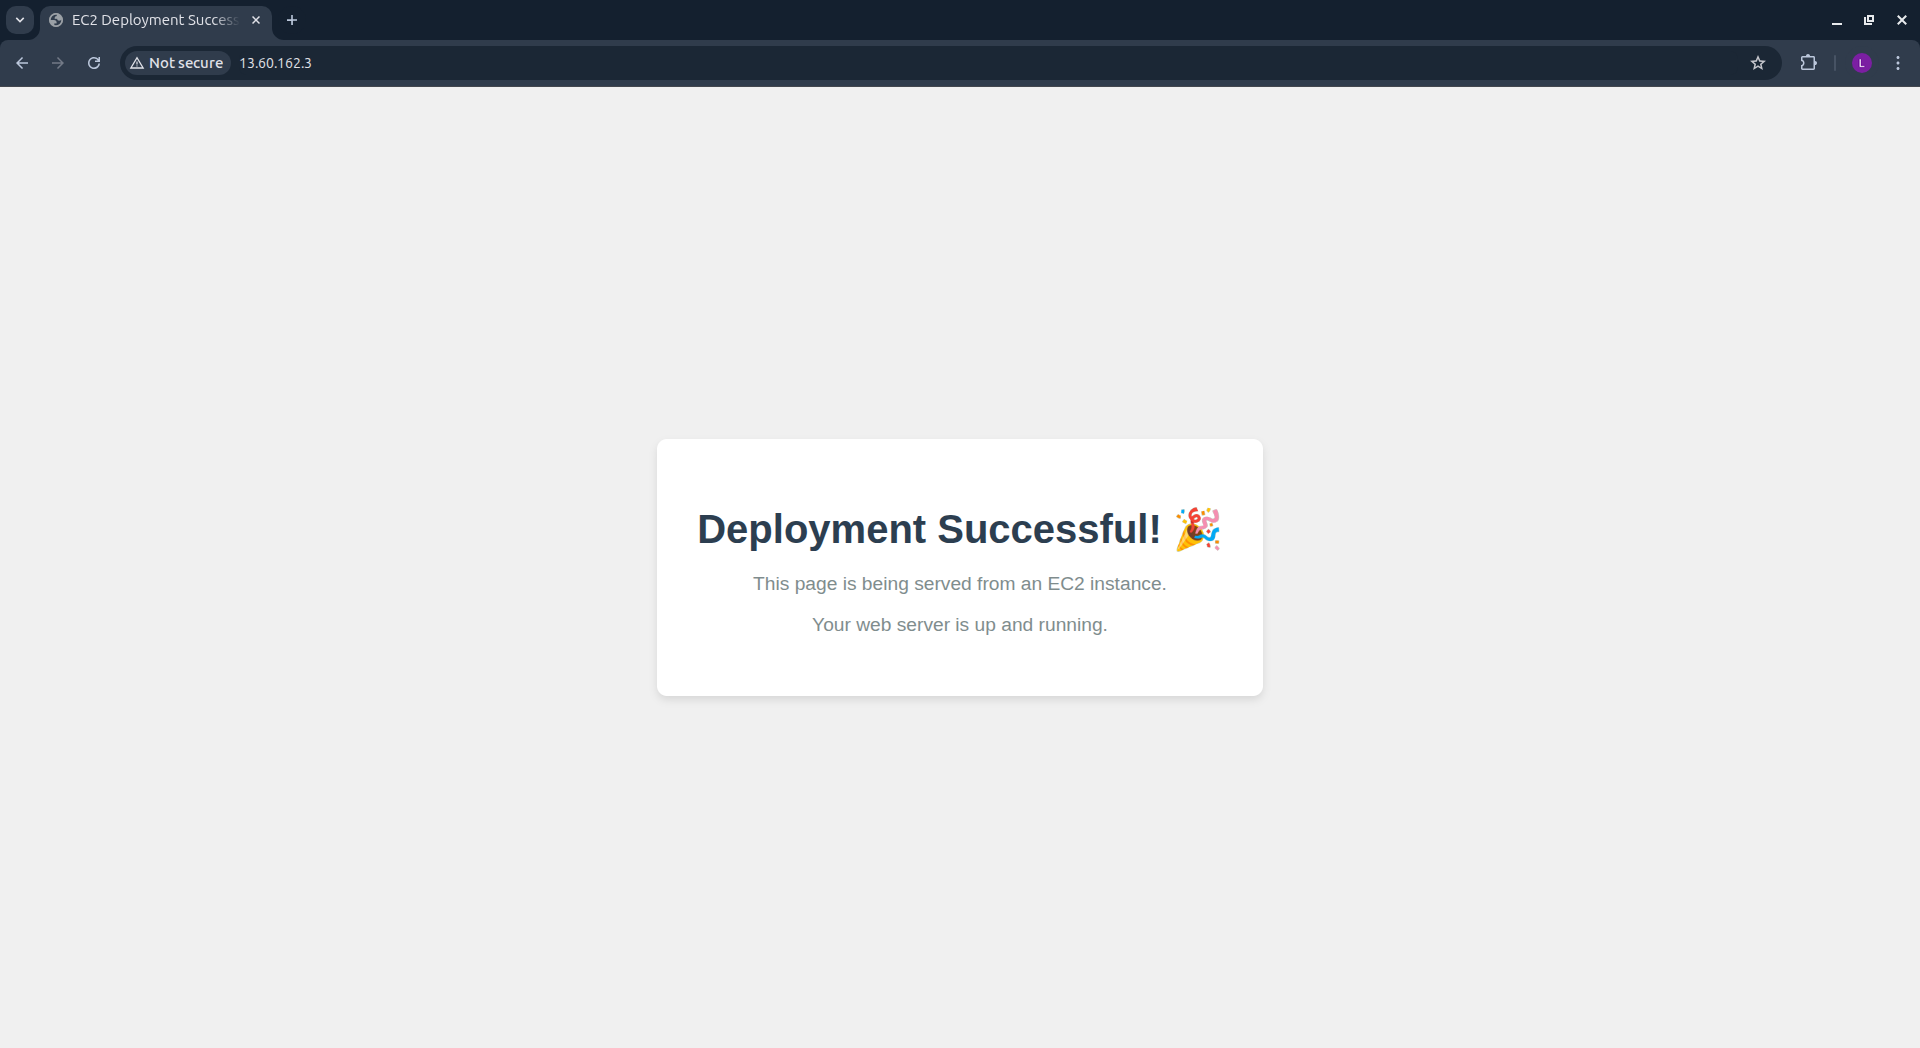 EC2 Deployment Success
Not secure
13.60.162.3
L
Deployment Successful! 🎉
This page is being served from an EC2 instance.
Your web server is up and running.